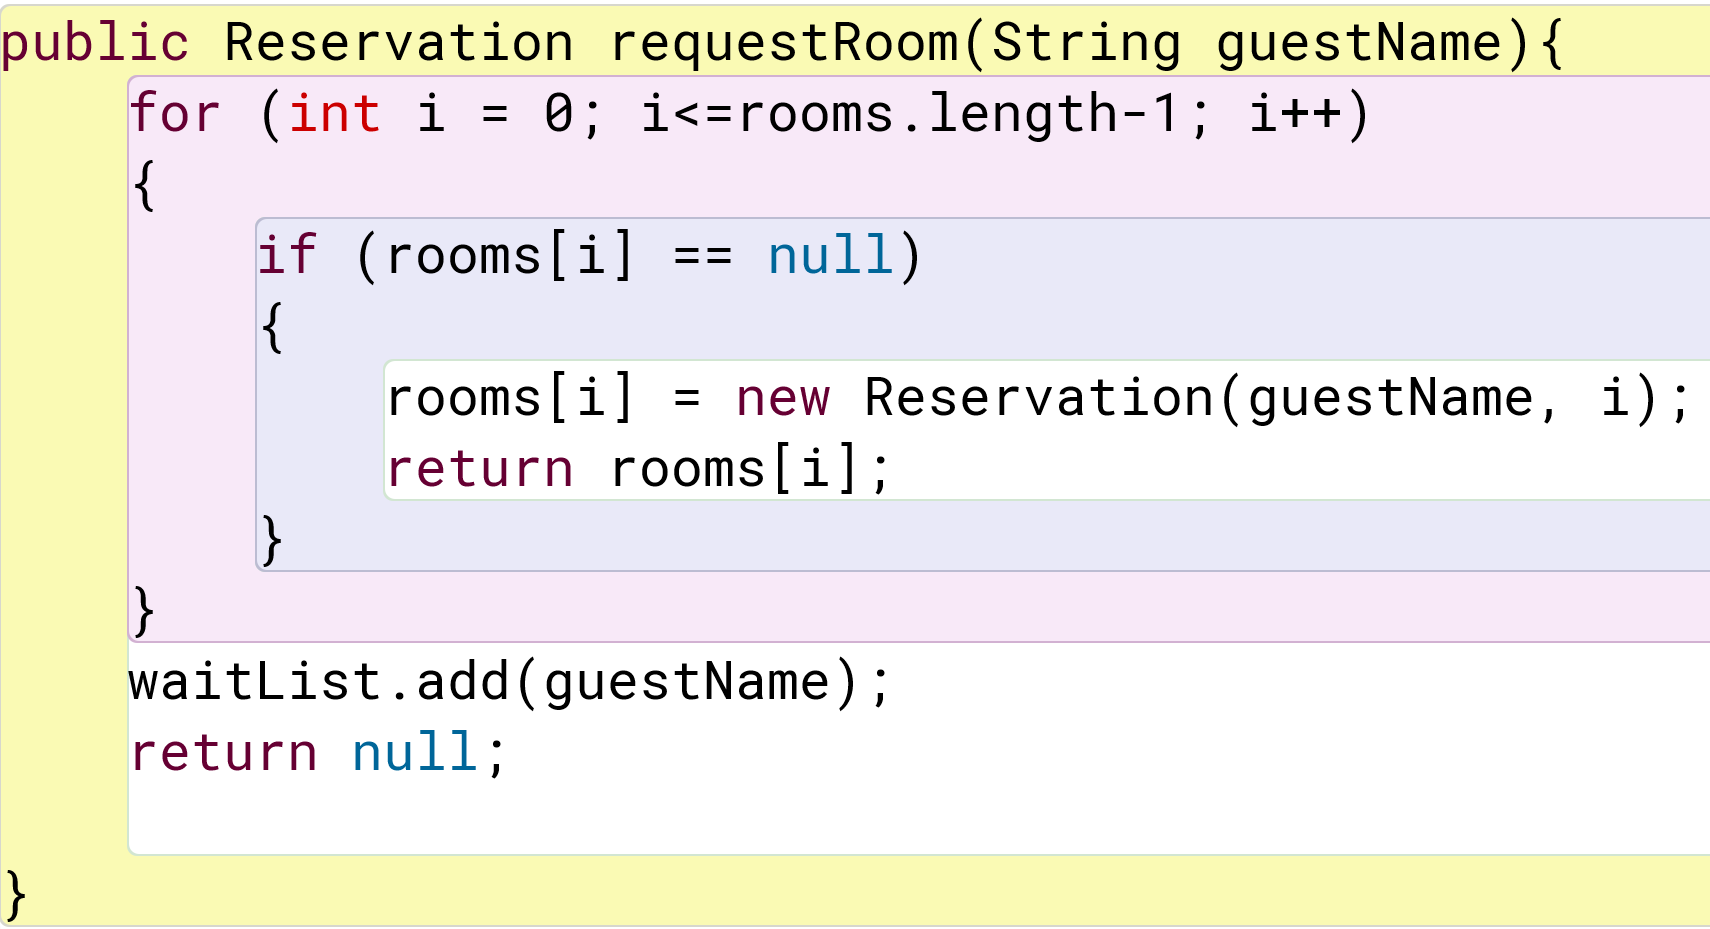 public Reservation requestRoom(String guestName){
for (int i = 0; i<=rooms.length-1; i++)
{
if (rooms[i] == null)
{
rooms[i] = new Reservation(guestName, i);
return rooms[i];
}
}
waitList.add(guestName);
return null;
}